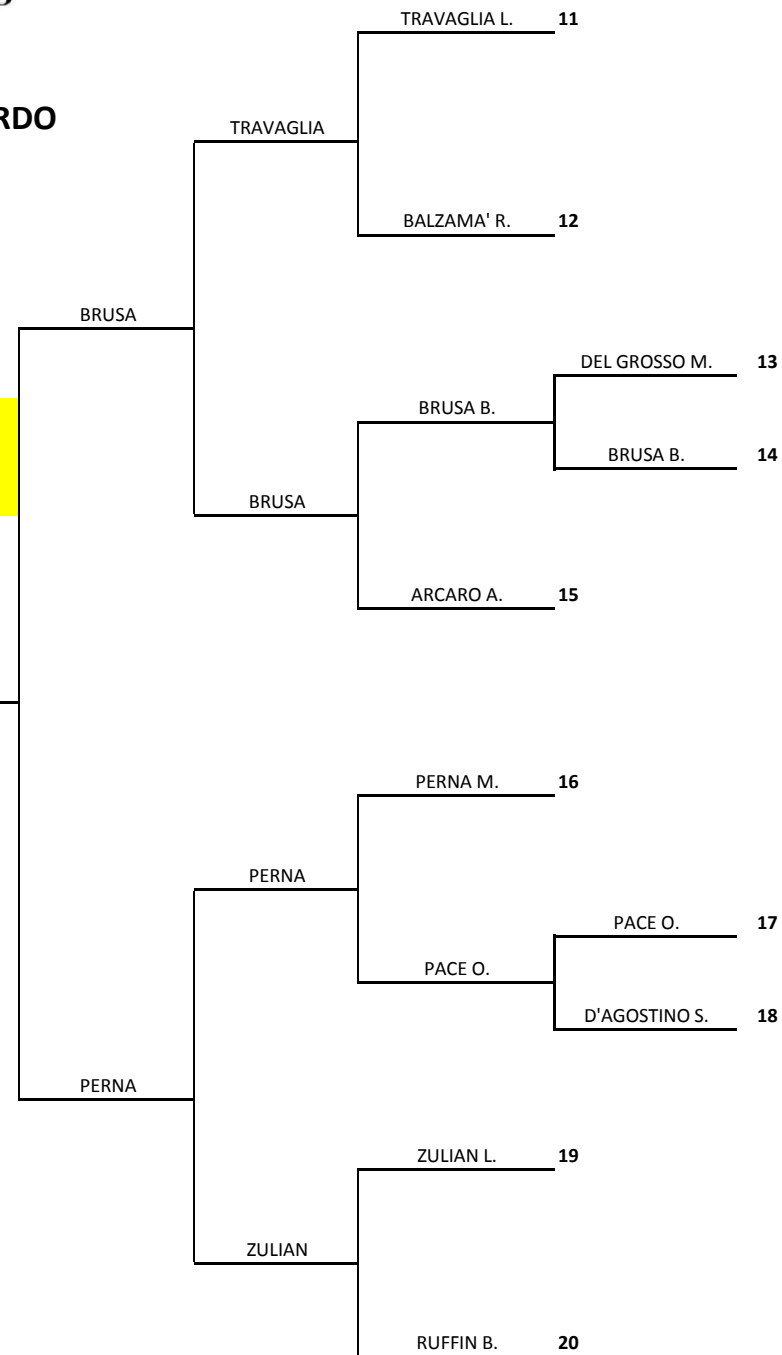 TRAVAGLIA L. 11
RDO
TRAVAGLIA
BALZAMA' R. 12
BRUSA
DEL GROSSO M. 13
BRUSA B.
BRUSA B. 14
BRUSA
ARCARO A. 15
PERNA M. 16
PERNA
PACE O. 17
PACE O.
D'AGOSTINO S. 18
PERNA
ZULIAN L. 19
ZULIAN
RUFFIN B. 20